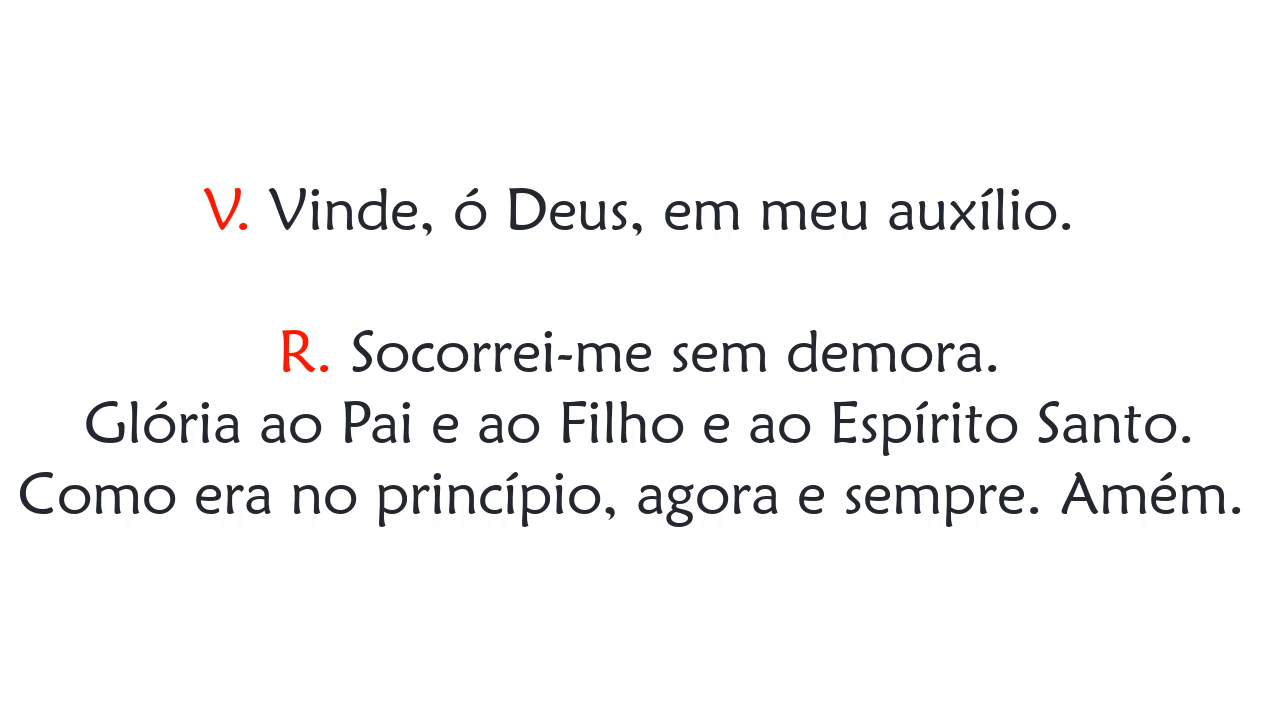 V. Vinde, ó Deus, em meu auxílio.
R. Socorrei-me sem demora.
Glória ao Pai e ao Filho e ao Espírito Santo.
Como era no princípio, agora e sempre. Amém.